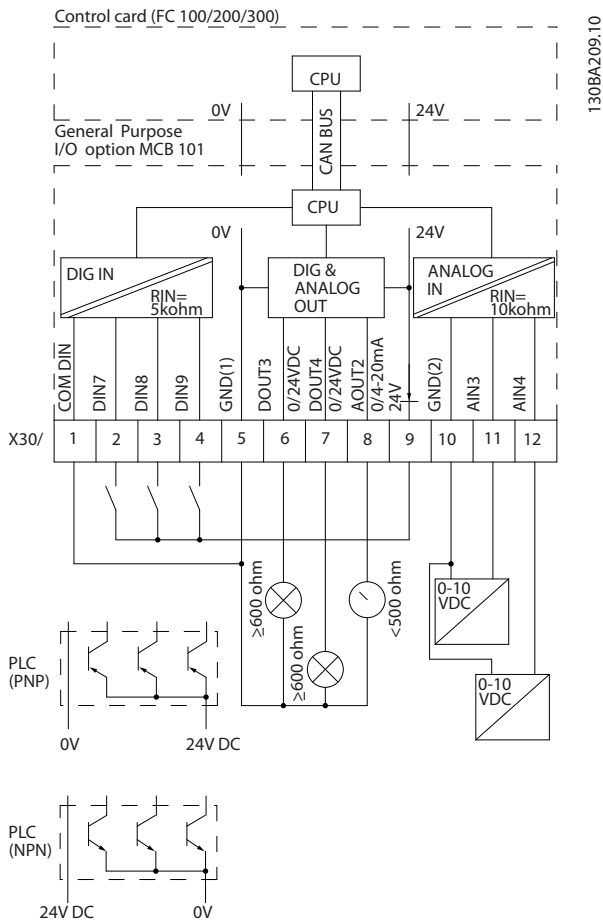 Control card (FC 100/200/300)
130BA209.10
CPU
0V
24V
General Purpose
I/O option MCB 101
CAN BUS
CPU
0V
24V
DIG IN
RIN=
5kohm
DIG &
ANALOG
OUT
ANALOG
IN
RIN=
10kohm
COM DIN
DIN7
DIN8
DIN9
GND(1)
DOUT3
0/24VDC
DOUT4
0/24VDC
AOUT2
0/4-20mA
24V
GND(2)
AIN3
AIN4
X30/ 1 2 3 4 5 6 7 8 9 10 11 12
≥600 ohm
≥600 ohm
<500 ohm
0-10
VDC
0-10
VDC
PLC
(PNP)
0V
24V DC
PLC
(NPN)
24V DC
0V